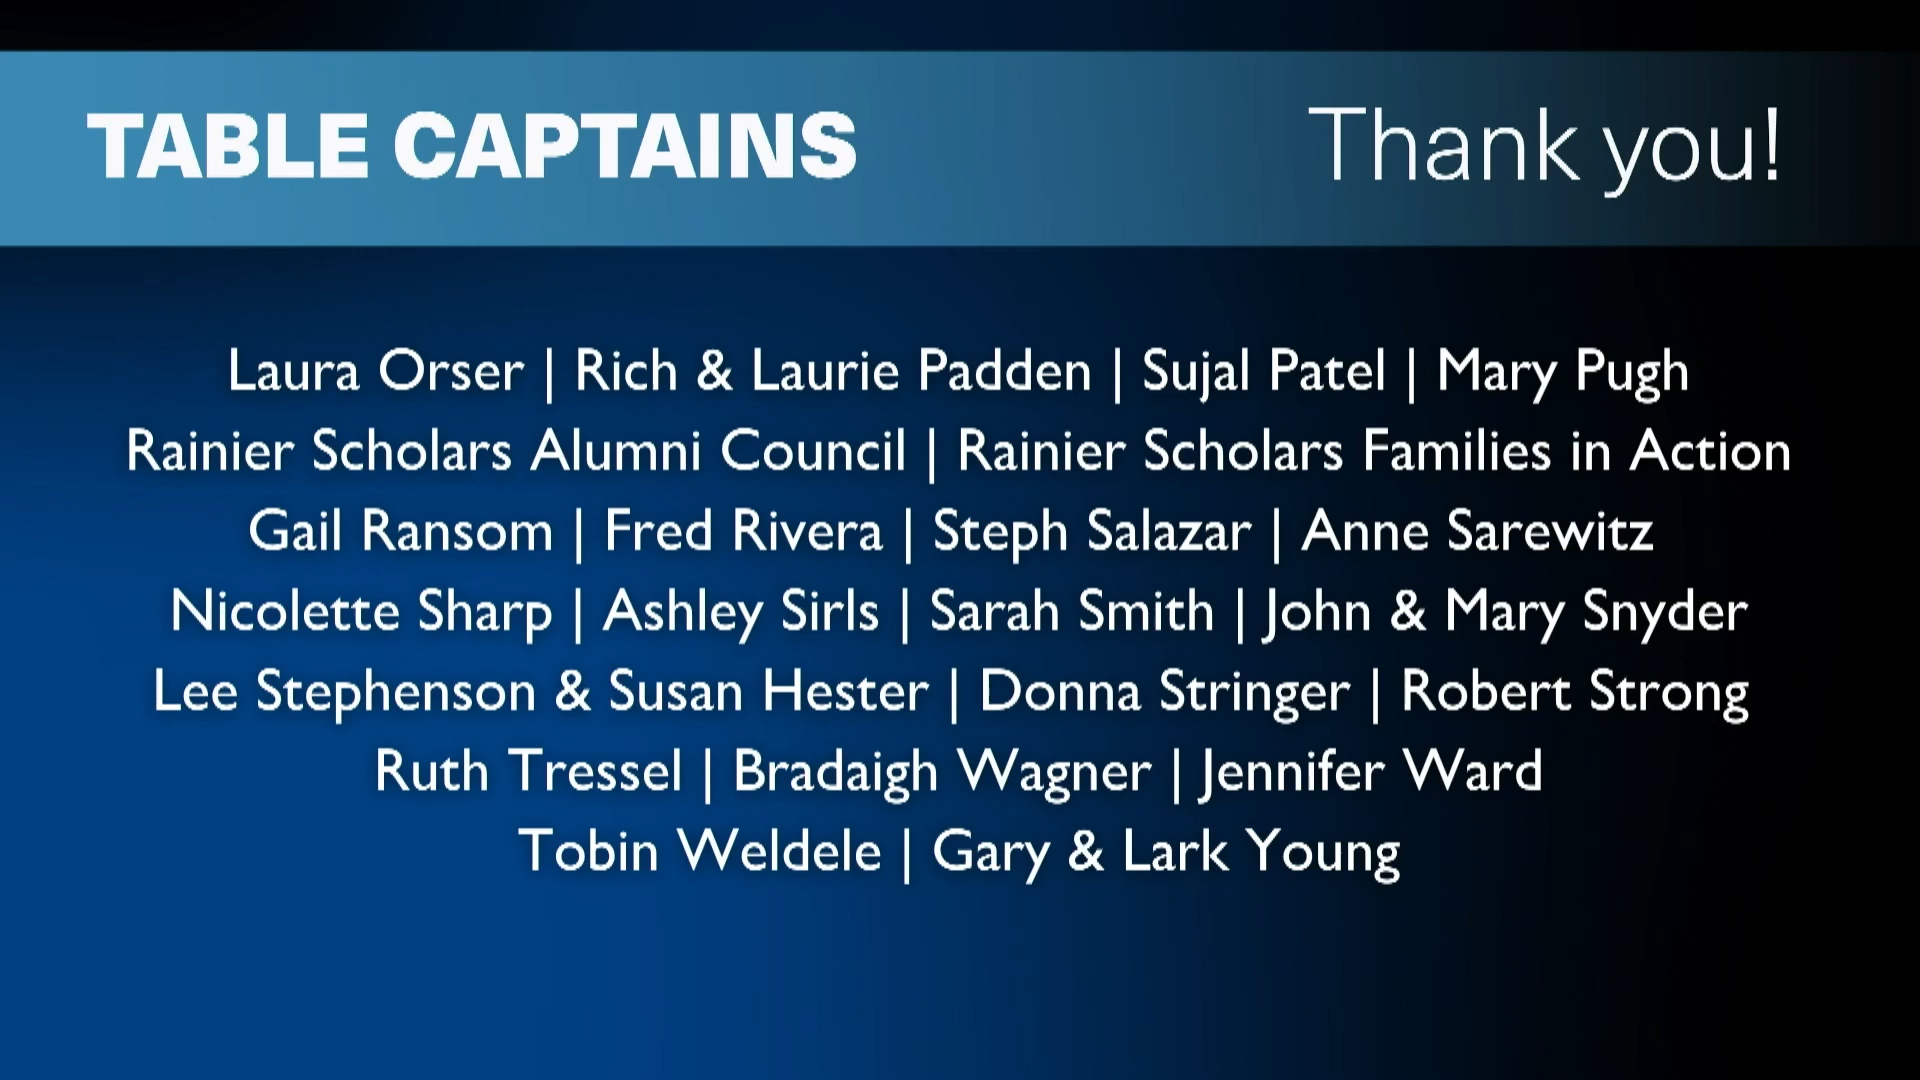 TABLE CAPTAINS Thank you!
Laura Orser | Rich & Laurie Padden | Sujal Patel | Mary Pugh
Rainier Scholars Alumni Council | Rainier Scholars Families in Action
Gail Ransom | Fred Rivera | Steph Salazar | Anne Sarewitz
Nicolette Sharp | Ashley Sirls | Sarah Smith | John & Mary Snyder
Lee Stephenson & Susan Hester | Donna Stringer | Robert Strong
Ruth Tressel | Bradaigh Wagner | Jennifer Ward
Tobin Weldele | Gary & Lark Young